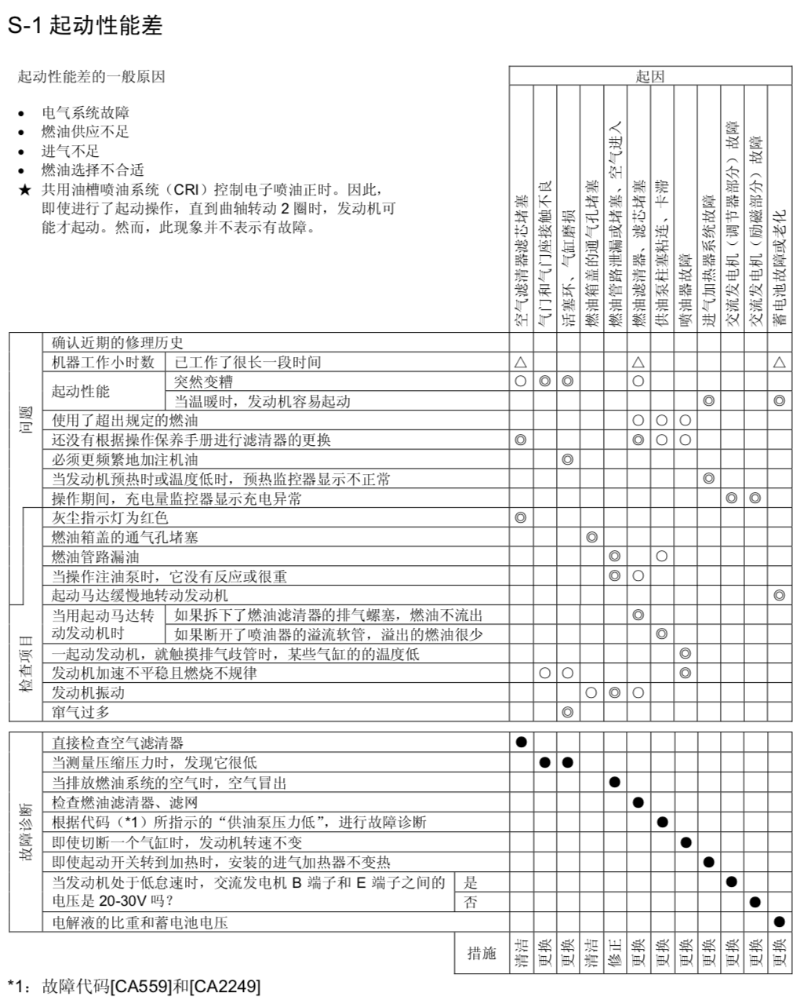 S-1 起动性能差
起动性能差的一般原因
● 电气系统故障
● 燃油供应不足
● 进气不足
● 燃油选择不合适
★ 共用油槽喷油系统（CRI）控制电子喷油正时。因此，
即使进行了起动操作，直到曲轴转动 2 圈时，发动机可
能才起动。然而，此现象并不表示有故障。
起因
空气滤清器滤芯堵塞
气门和气门座接触不良
活塞环、气缸磨损
燃油箱盖的通气孔堵塞
燃油管路泄漏或堵塞、空气进入
燃油滤清器、滤芯堵塞
供油泵柱塞粘连、卡滞
喷油器故障
进气加热器系统故障
交流发电机（调节器部分）故障
交流发电机（励磁部分）故障
蓄电池故障或老化
问题
确认近期的修理历史
机器工作小时数 已工作了很长一段时间 △ △ △
起动性能
突然变糟 ○ ◎ ◎ ○
当温暖时，发动机容易起动 ◎ ◎
使用了超出规定的燃油 ○ ○ ○
还没有根据操作保养手册进行滤清器的更换 ◎ ◎ ○ ○
必须更频繁地加注机油 ◎
当发动机预热时或温度低时，预热监控器显示不正常 ◎
操作期间，充电量监控器显示充电异常 ◎ ◎
灰尘指示灯为红色 ◎
燃油箱盖的通气孔堵塞 ◎
燃油管路漏油 ◎ ○
当操作注油泵时，它没有反应或很重 ◎ ○
起动马达缓慢地转动发动机 ◎
检查项目
当用起动马达转
动发动机时
如果拆下了燃油滤清器的排气螺塞，燃油不流出 ◎
如果断开了喷油器的溢流软管，溢出的燃油很少 ◎
一起动发动机，就触摸排气歧管时，某些气缸的的温度低 ◎
发动机加速不平稳且燃烧不规律 ○ ○ ◎
发动机振动 ○ ◎ ○
窜气过多 ◎
故障诊断
直接检查空气滤清器 ●
当测量压缩压力时，发现它很低 ● ●
当排放燃油系统的空气时，空气冒出 ●
检查燃油滤清器、滤网 ●
根据代码（*1）所指示的“供油泵压力低”，进行故障诊断 ●
即使切断一个气缸时，发动机转速不变 ●
即使起动开关转到加热时，安装的进气加热器不变热 ●
当发动机处于低怠速时，交流发电机 B 端子和 E 端子之间的
电压是 20-30V 吗？
是 ●
否 ●
电解液的比重和蓄电池电压 ●
措施 清洁 更换 更换 清洁 修正 更换 更换 更换 更换 更换 更换 更换
*1：故障代码[CA559]和[CA2249]